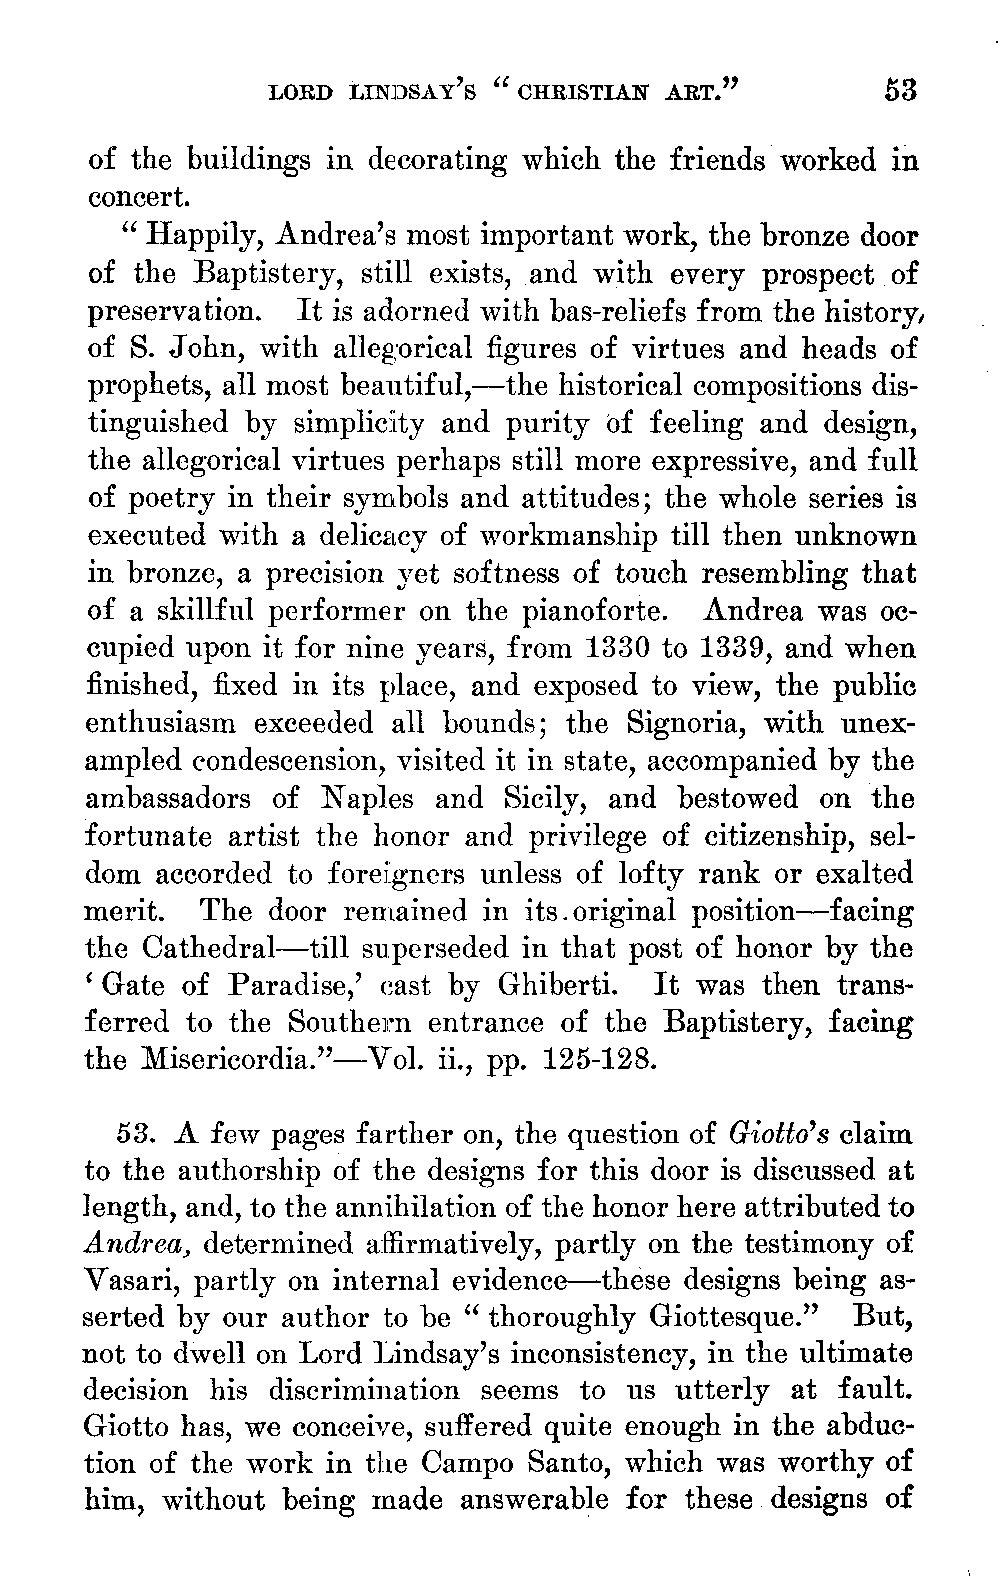 LORD LINDSAY'S “ CHRISTIAN ART.” 53
of the buildings in decorating which the friends worked in
concert.
“ Happily, Andrea's most important work, the bronze door
of the Baptistery, still exists, and with every prospect of
preservation. It is adorned with bas-reliefs from the history,
of S. John, with allegorical figures of virtues and heads of
prophets, all most beautiful,—the historical compositions dis-
tinguished by simplicity and purity of feeling and design,
the allegorical virtues perhaps still more expressive, and full
of poetry in their symbols and attitudes; the whole series is
executed with a delicacy of workmanship till then unknown
in bronze, a precision yet softness of touch resembling that
of a skillful performer on the pianoforte. Andrea was oc-
cupied upon it for nine years, from 1330 to 1339, and when
finished, fixed in its place, and exposed to view, the public
enthusiasm exceeded all bounds; the Signoria, with unex-
ampled condescension, visited it in state, accompanied by the
ambassadors of Naples and Sicily, and bestowed on the
fortunate artist the honor and privilege of citizenship, sel-
dom accorded to foreigners unless of lofty rank or exalted
merit. The door remained in its original position—facing
the Cathedral—till superseded in that post of honor by the
‘ Gate of Paradise,’ cast by Ghiberti. It was then trans-
ferred to the Southern entrance of the Baptistery, facing
the Misericordia.”—Vol. ii., pp. 125-128.
53. A few pages farther on, the question of Giotto's claim
to the authorship of the designs for this door is discussed at
length, and, to the annihilation of the honor here attributed to
Andrea, determined affirmatively, partly on the testimony of
Vasari, partly on internal evidence—these designs being as-
serted by our author to be “ thoroughly Giottesque.” But,
not to dwell on Lord Lindsay's inconsistency, in the ultimate
decision his discrimination seems to us utterly at fault.
Giotto has, we conceive, suffered quite enough in the abduc-
tion of the work in the Campo Santo, which was worthy of
him, without being made answerable for these designs of